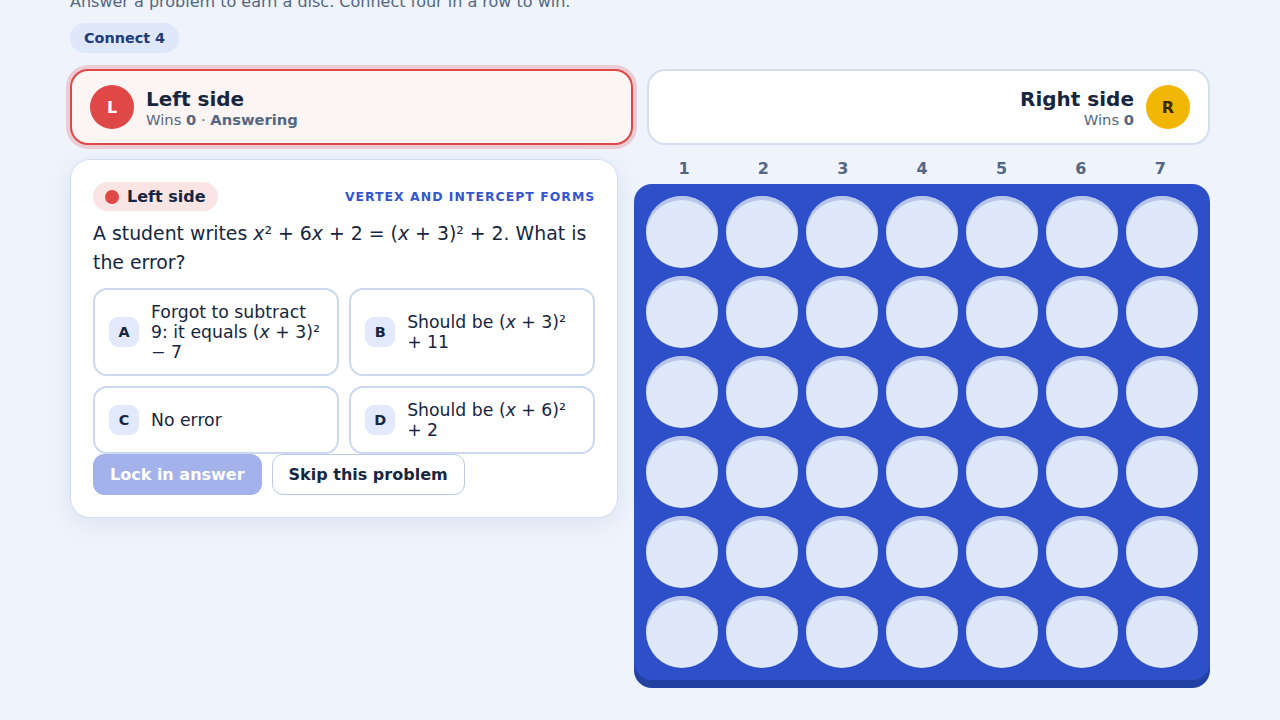 Answer a problem to earn a disc. Connect four in a row to win.
Connect 4
L
Left side
Wins 0 · Answering
Right side
Wins 0
R
Left side
VERTEX AND INTERCEPT FORMS
A student writes x² + 6x + 2 = (x + 3)² + 2. What is
the error?
A
Forgot to subtract
9: it equals (x + 3)²
− 7
B
Should be (x + 3)²
+ 11
C
No error
D
Should be (x + 6)²
+ 2
Lock in answer
Skip this problem
1 2 3 4 5 6 7